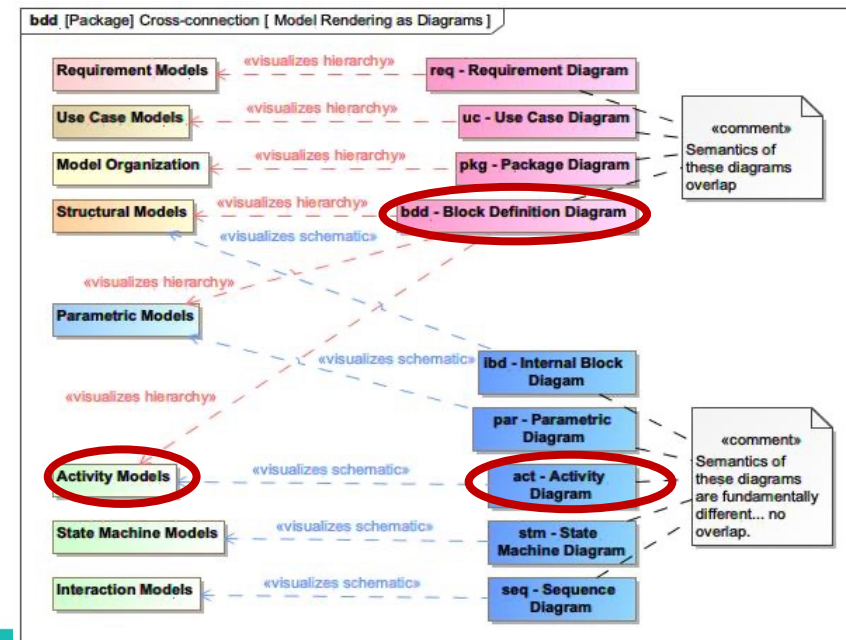 bdd [Package] Cross-connection [ Model Rendering as Diagrams ]
Requirement Models
«visualizes hierarchy»
req - Requirement Diagram
Use Case Models
«visualizes hierarchy»
uc - Use Case Diagram
«comment»
Semantics of
these diagrams
overlap
Model Organization
«visualizes hierarchy»
pkg - Package Diagram
Structural Models
«visualizes hierarchy»
bdd - Block Definition Diagram
«visualizes schematic»
«visualizes hierarchy»
Parametric Models
«visualizes schematic»
ibd - Internal Block
Diagam
«visualizes hierarchy»
par - Parametric
Diagram
«comment»
Semantics of
these diagrams
are fundamentally
different... no
overlap.
Activity Models
«visualizes schematic»
act - Activity
Diagram
State Machine Models
«visualizes schematic»
stm - State
Machine Diagram
Interaction Models
«visualizes schematic»
seq - Sequence
Diagram